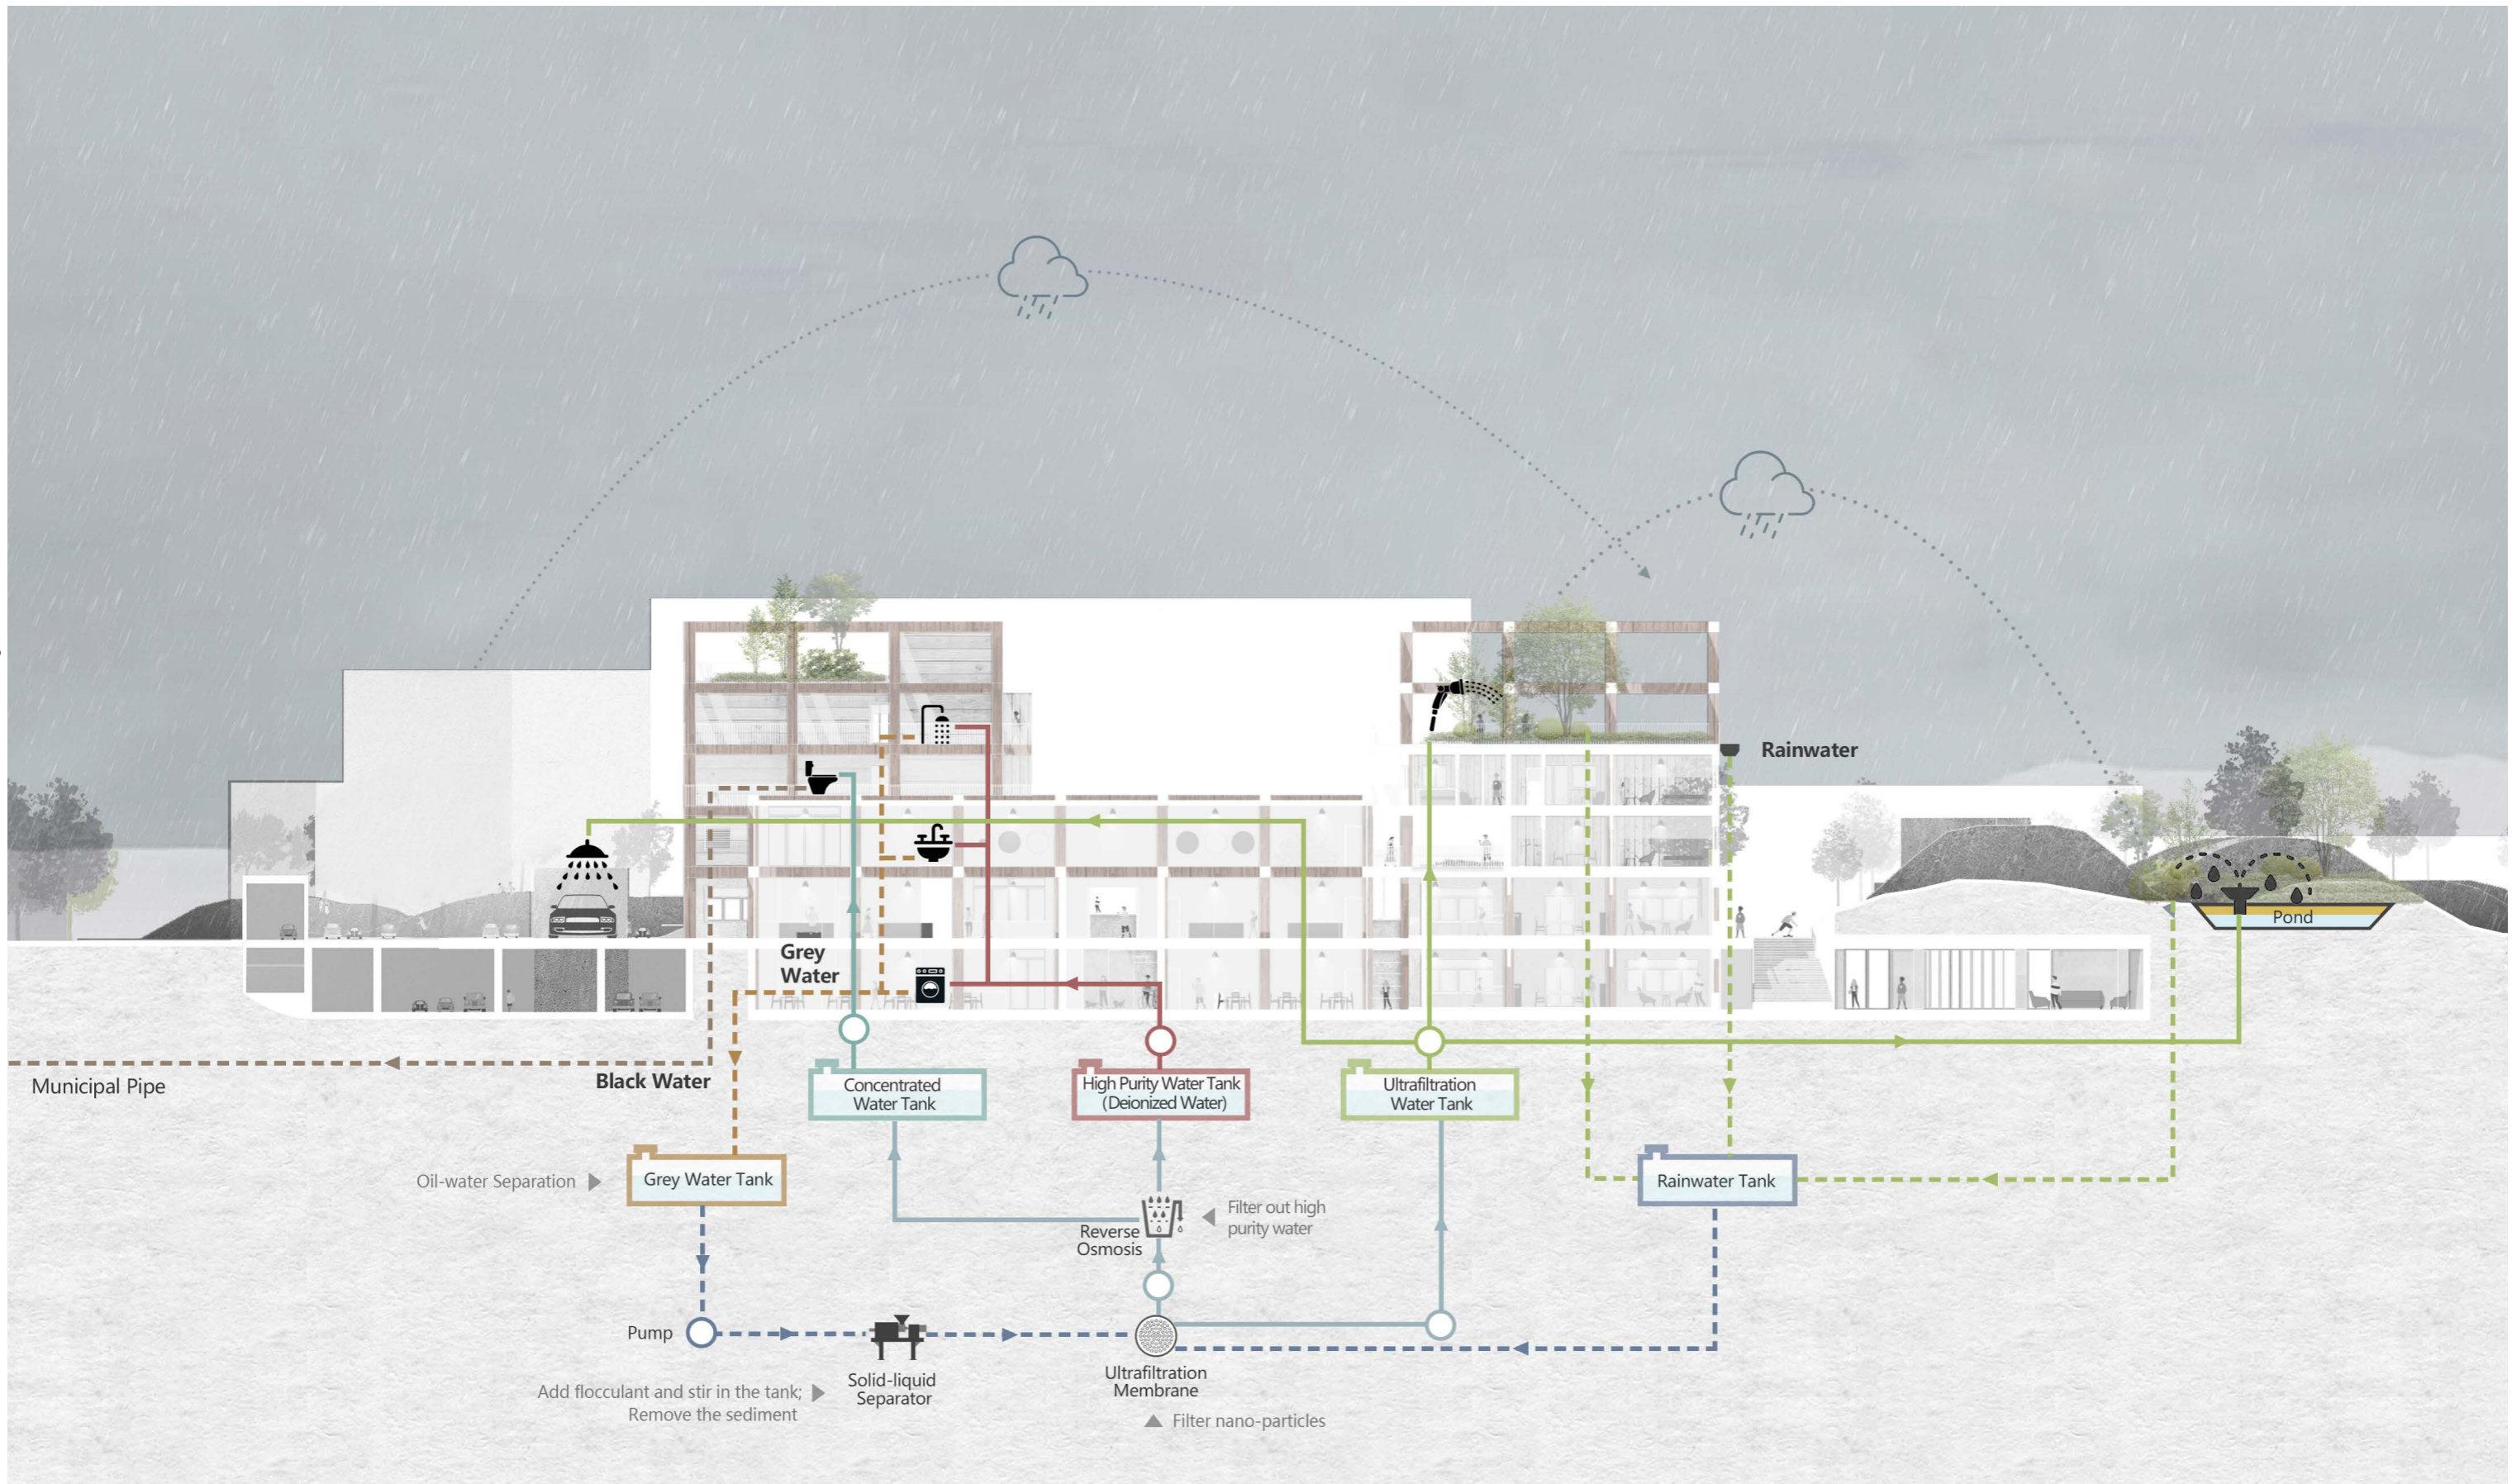 Rainwater
Pond
Grey
Water
Municipal Pipe
Black Water
Concentrated
Water Tank
High Purity Water Tank
(Deionized Water)
Ultrafiltration
Water Tank
Oil-water Separation
Grey Water Tank
Rainwater Tank
Reverse
Osmosis
Filter out high
purity water
Pump
Solid-liquid
Separator
Add flocculant and stir in the tank;
Remove the sediment
Ultrafiltration
Membrane
Filter nano-particles